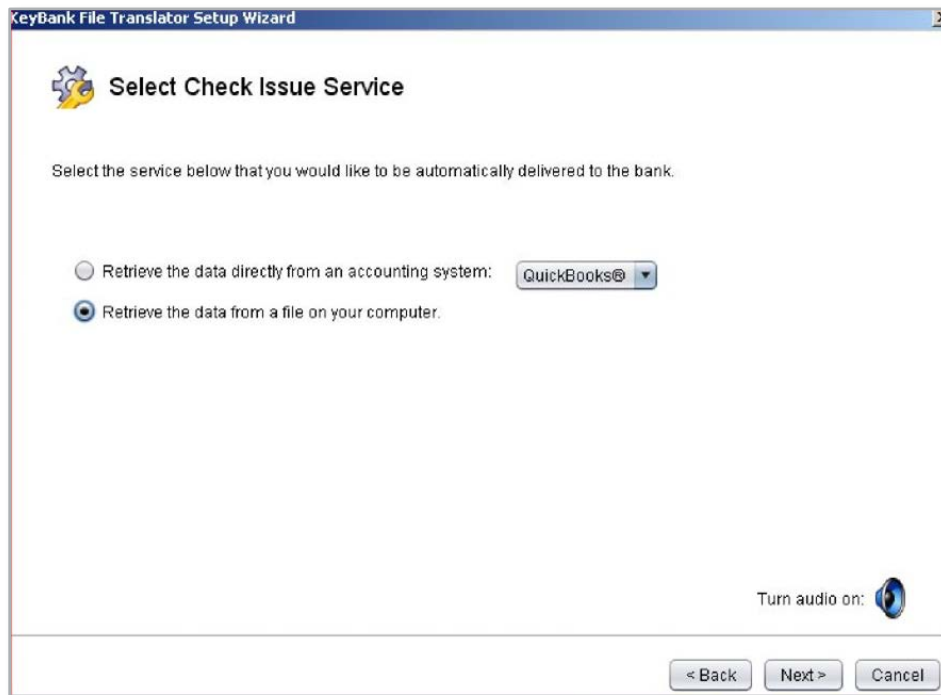 KeyBank File Translator Setup Wizard
Select Check Issue Service
Select the service below that you would like to be automatically delivered to the bank.
Retrieve the data directly from an accounting system: QuickBooks®
Retrieve the data from a file on your computer.
Turn audio on:
< Back Next > Cancel